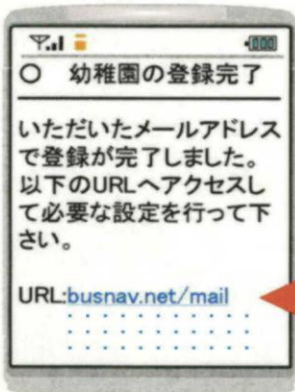 ○ 幼稚園の登録完了
いただいたメールアドレス
で登録が完了しました。
以下のURLへアクセスし
て必要な設定を行って下
さい。
URL:busnav.net/mail